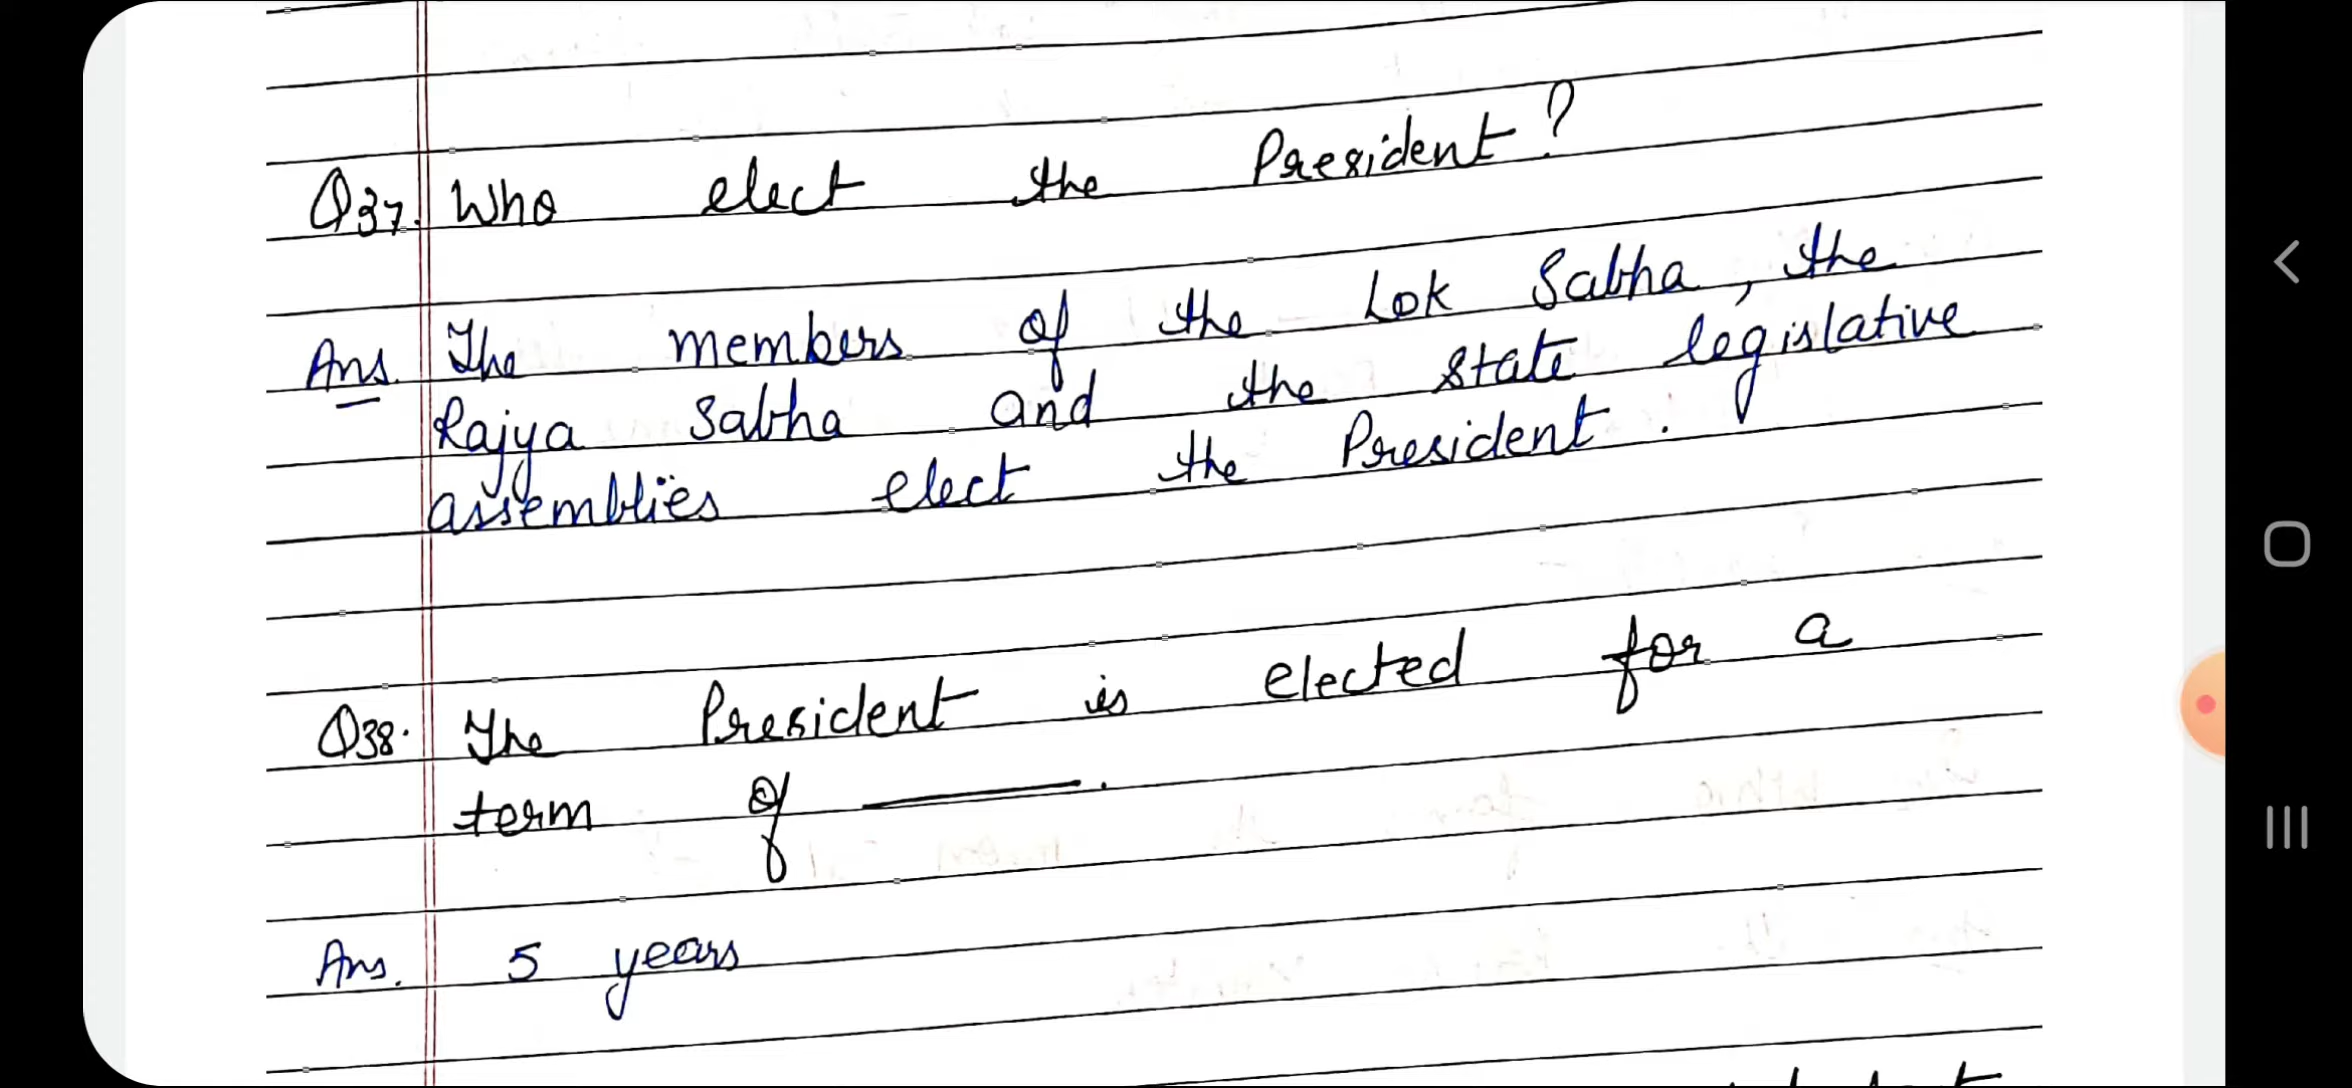 Q37. Who elect the President?
Ans. The members of the Lok Sabha, the
Rajya Sabha and the state legislative
assemblies elect the President.
Q38. The President is elected for a
term of ———.
Ans. 5 years